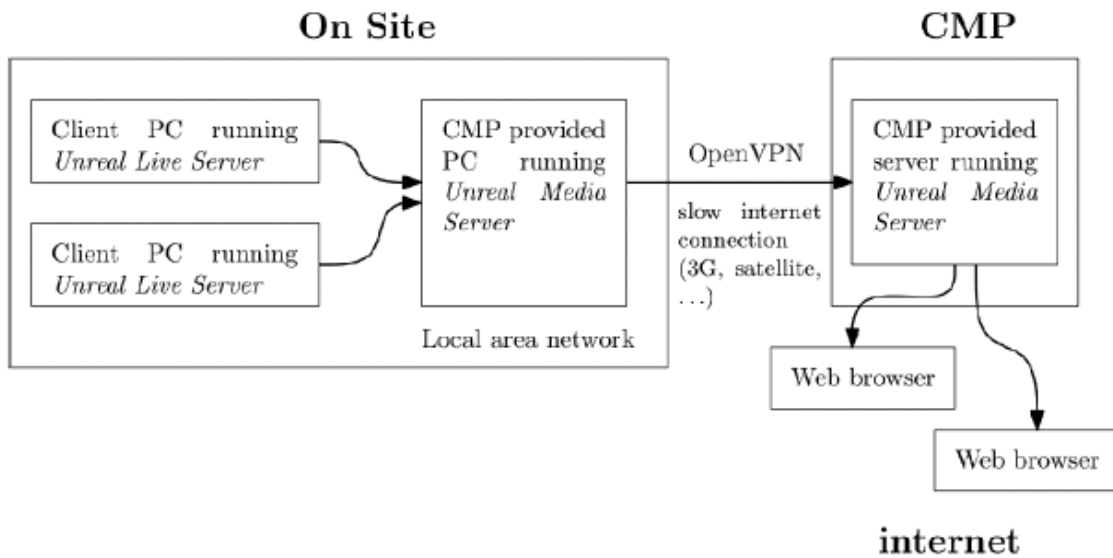 On Site
CMP
Client PC running
Unreal Live Server
Client PC running
Unreal Live Server
CMP provided
PC running
Unreal Media
Server
Local area network
OpenVPN
slow internet
connection
(3G, satellite,
...)
CMP provided
server running
Unreal Media
Server
Web browser
Web browser
internet